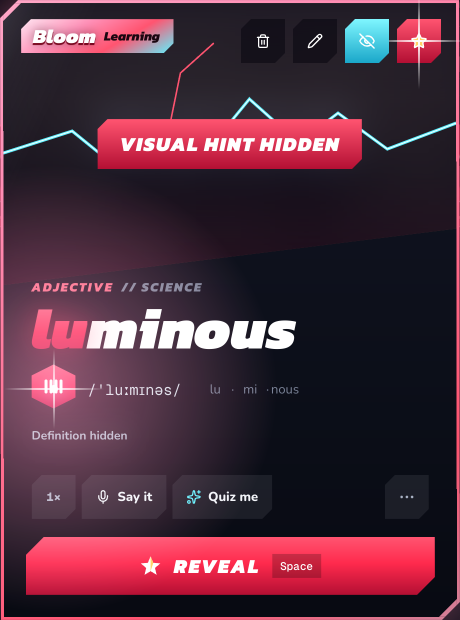 Bloom Learning
VISUAL HINT HIDDEN
ADJECTIVE // SCIENCE
luminous
/ˈluːmɪnəs/ lu · mi · nous
Definition hidden
1× Say it Quiz me ...
REVEAL Space